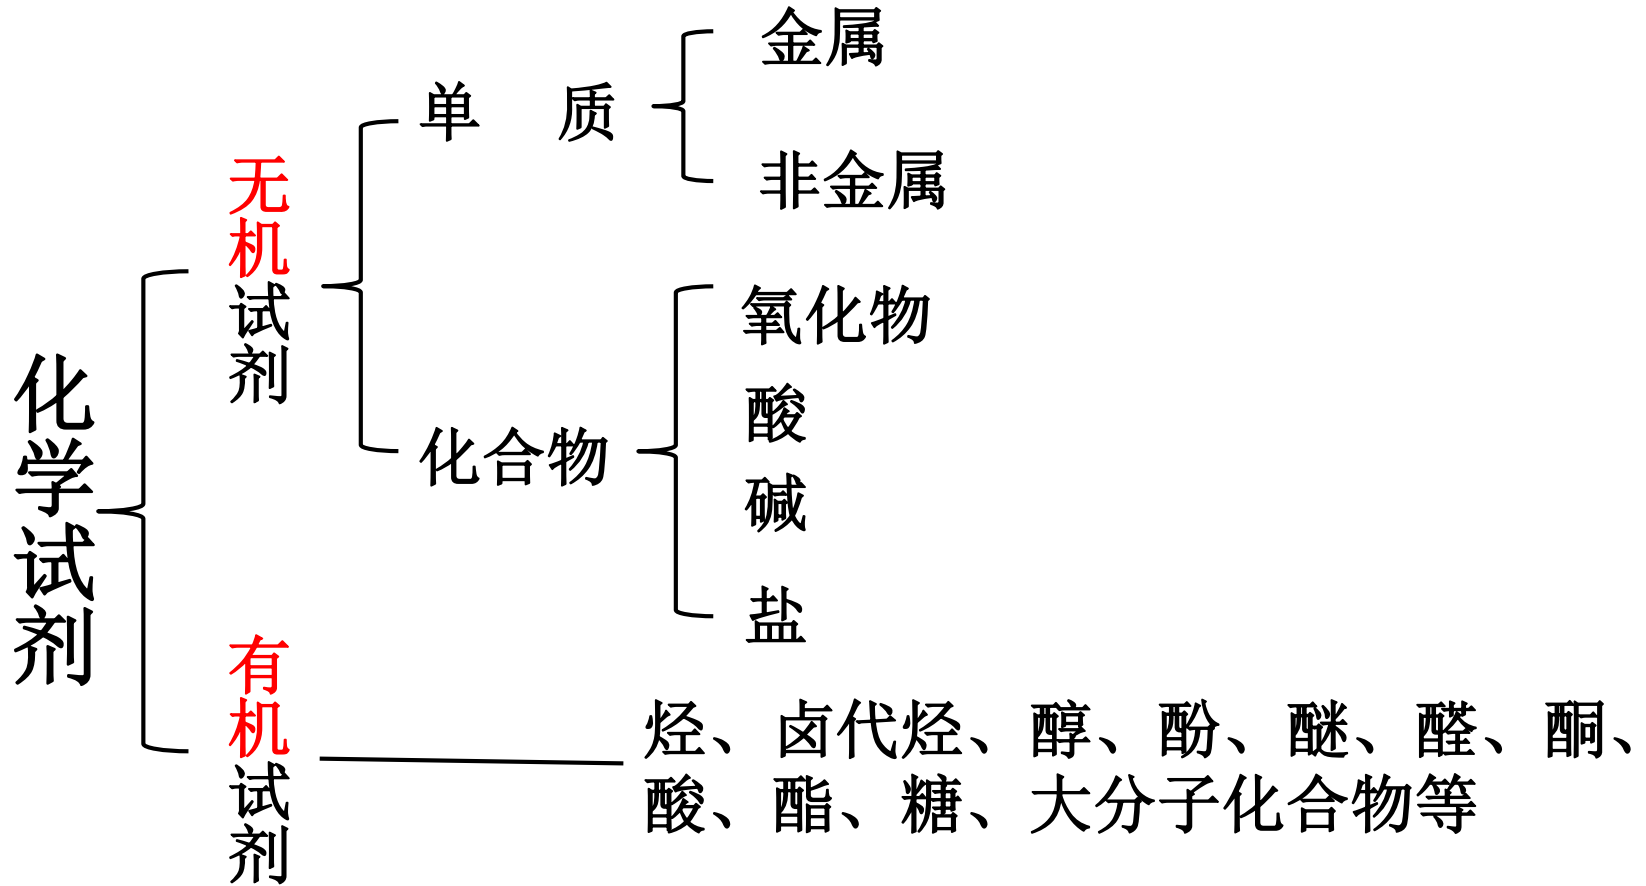 化学试剂
无机试剂
单 质
金属
非金属
化合物
氧化物
酸
碱
盐
有机试剂
烃、卤代烃、醇、酚、醚、醛、酮、
酸、酯、糖、大分子化合物等